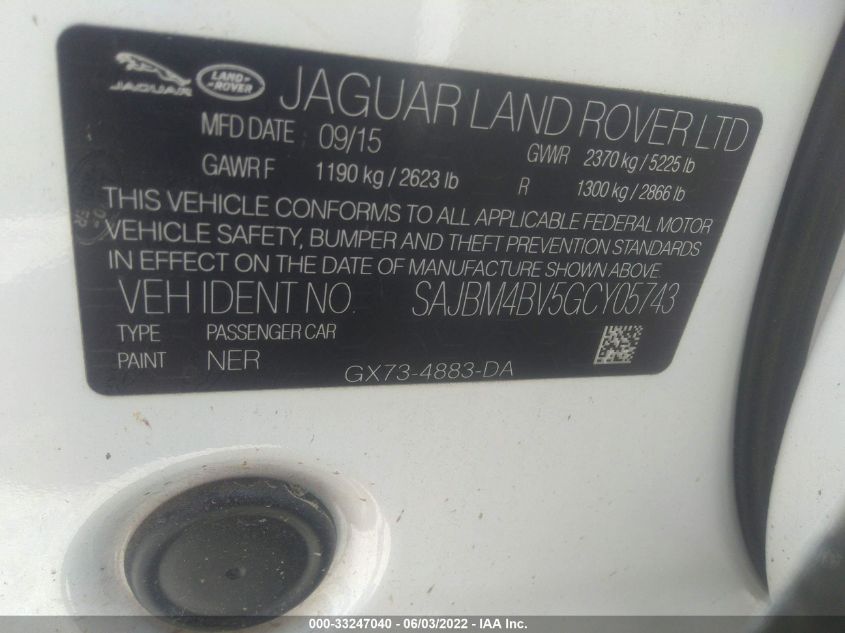 JAGUAR LAND-ROVER JAGUAR LAND ROVER LTD
MFD DATE 09/15 GVWR 2370 kg / 5225 lb
GAWR F 1190 kg / 2623 lb R 1300 kg / 2866 lb
THIS VEHICLE CONFORMS TO ALL APPLICABLE FEDERAL MOTOR
VEHICLE SAFETY, BUMPER AND THEFT PREVENTION STANDARDS
IN EFFECT ON THE DATE OF MANUFACTURE SHOWN ABOVE.
VEH IDENT NO. SAJBM4BV5GCY05743
TYPE PASSENGER CAR
PAINT NER
GX73-4883-DA
000-33247040 - 06/03/2022 - IAA Inc.